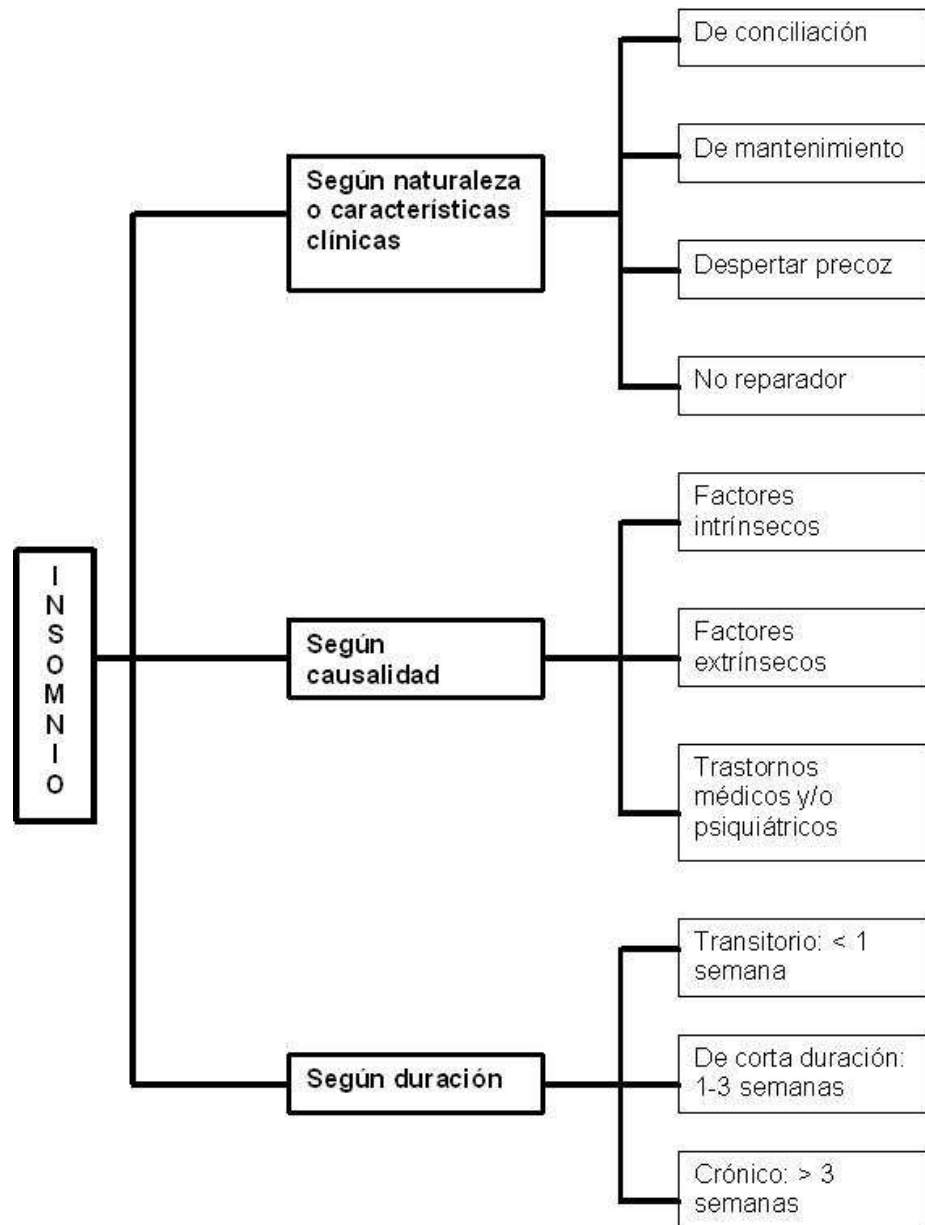 De conciliación
De mantenimiento
Según naturaleza
o características
clínicas
Despertar precoz
No reparador
Factores
intrínsecos
I
N
S
O
M
N
I
O
Según
causalidad
Factores
extrínsecos
Trastornos
médicos y/o
psiquiátricos
Transitorio: < 1
semana
Según duración
De corta duración:
1-3 semanas
Crónico: > 3
semanas